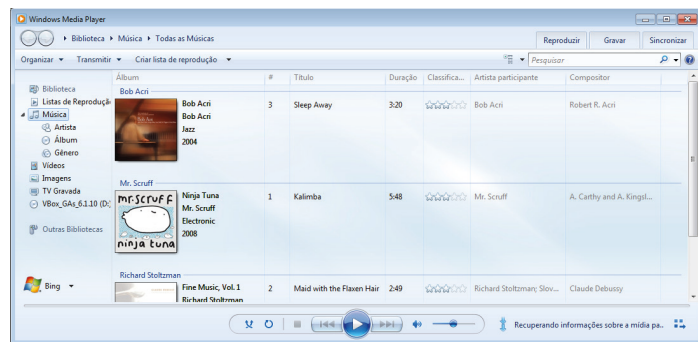 Windows Media Player
Biblioteca Música Todas as Músicas
Reproduzir Gravar Sincronizar
Organizar Transmitir Criar lista de reprodução Pesquisar
Álbum # Título Duração Classifica... Artista participante Compositor
Biblioteca
Listas de Reproduçã
Música
Artista
Álbum
Gênero
Vídeos
Imagens
TV Gravada
VBox_GAs_6.1.10 (D:)
Outras Bibliotecas
Bing
Bob Acri
Bob Acri 3 Sleep Away 3:20 Bob Acri Robert R. Acri
Bob Acri
Jazz
2004
Mr. Scruff
mr.scruff
ninja tuna
Ninja Tuna 1 Kalimba 5:48 Mr. Scruff A. Carthy and A. Kingsl...
Mr. Scruff
Electronic
2008
Richard Stoltzman
Fine Music, Vol. 1 2 Maid with the Flaxen Hair 2:49 Richard Stoltzman; Slov... Claude Debussy
Richard Stoltzman
Recuperando informações sobre a mídia pa..